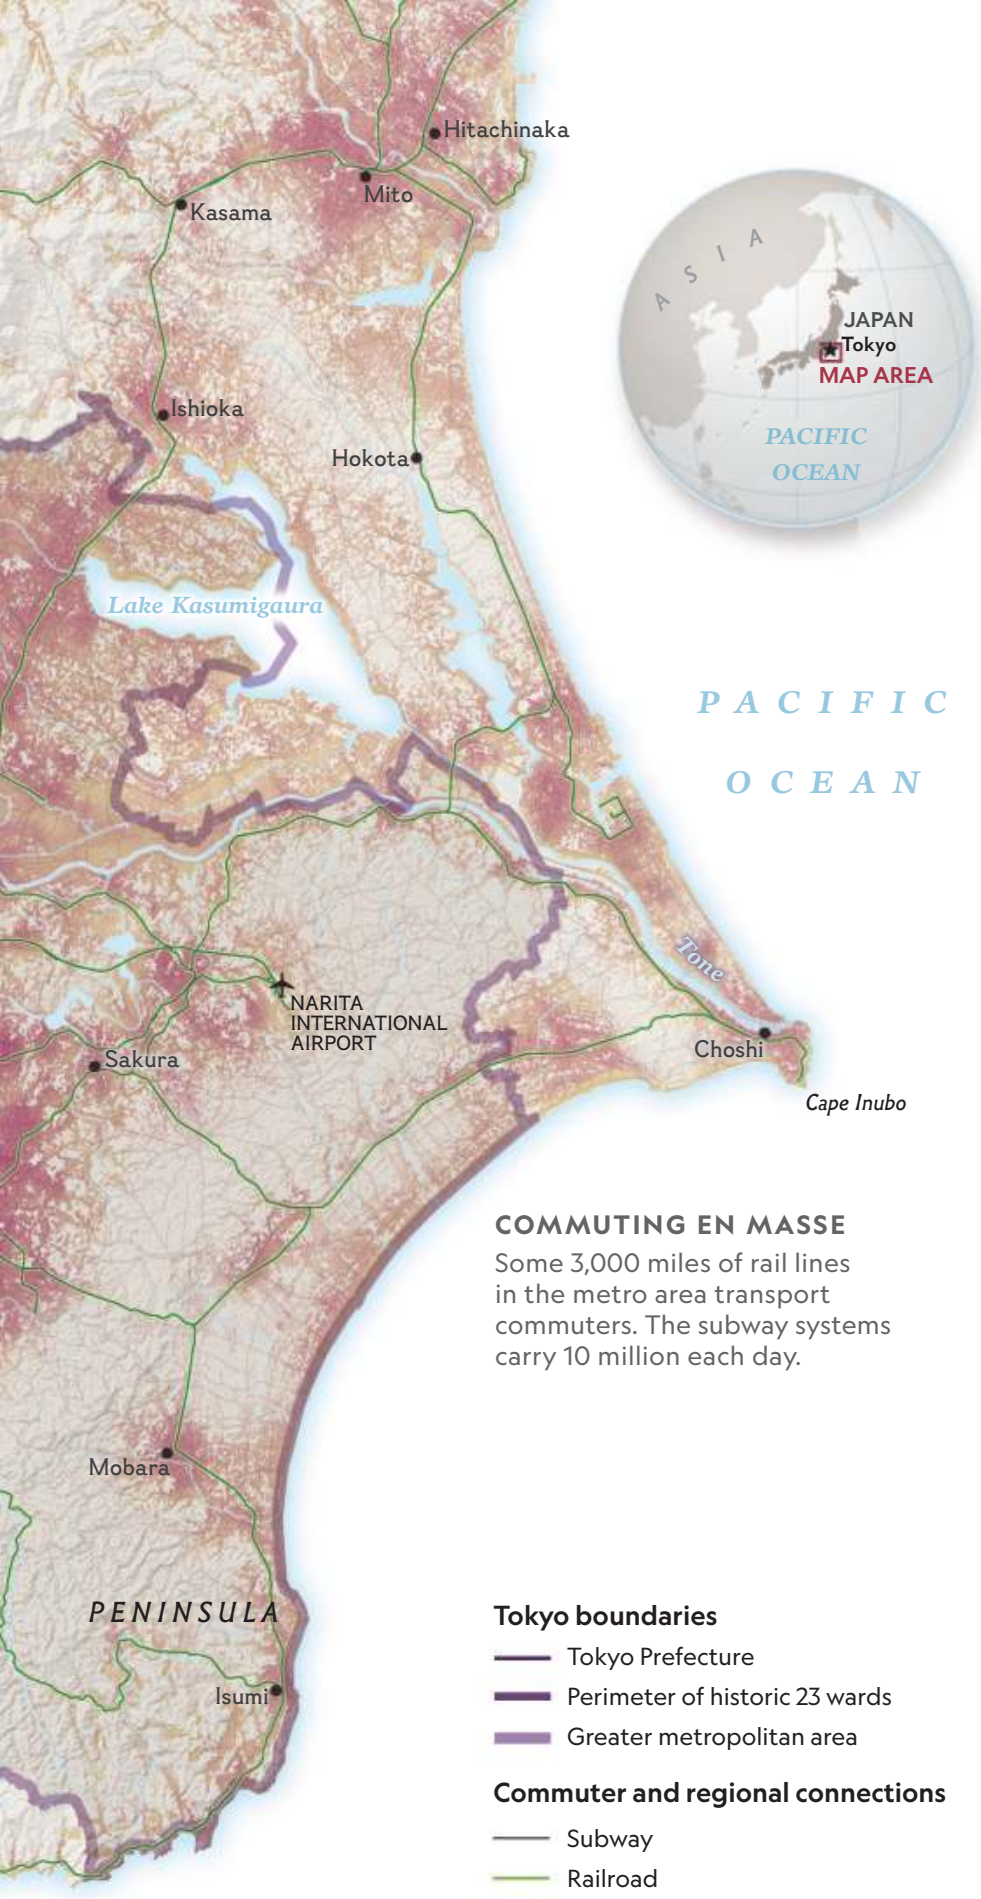 Hitachinaka
Mito
Kasama
ASIA
JAPAN
Tokyo
MAP AREA
PACIFIC
OCEAN
Ishioka
Hokota
Lake Kasumigaura
PACIFIC
OCEAN
Tone
NARITA
INTERNATIONAL
AIRPORT
Sakura
Choshi
Cape Inubo
COMMUTING EN MASSE
Some 3,000 miles of rail lines
in the metro area transport
commuters. The subway systems
carry 10 million each day.
Mobara
PENINSULA
Isumi
Tokyo boundaries
Tokyo Prefecture
Perimeter of historic 23 wards
Greater metropolitan area
Commuter and regional connections
Subway
Railroad